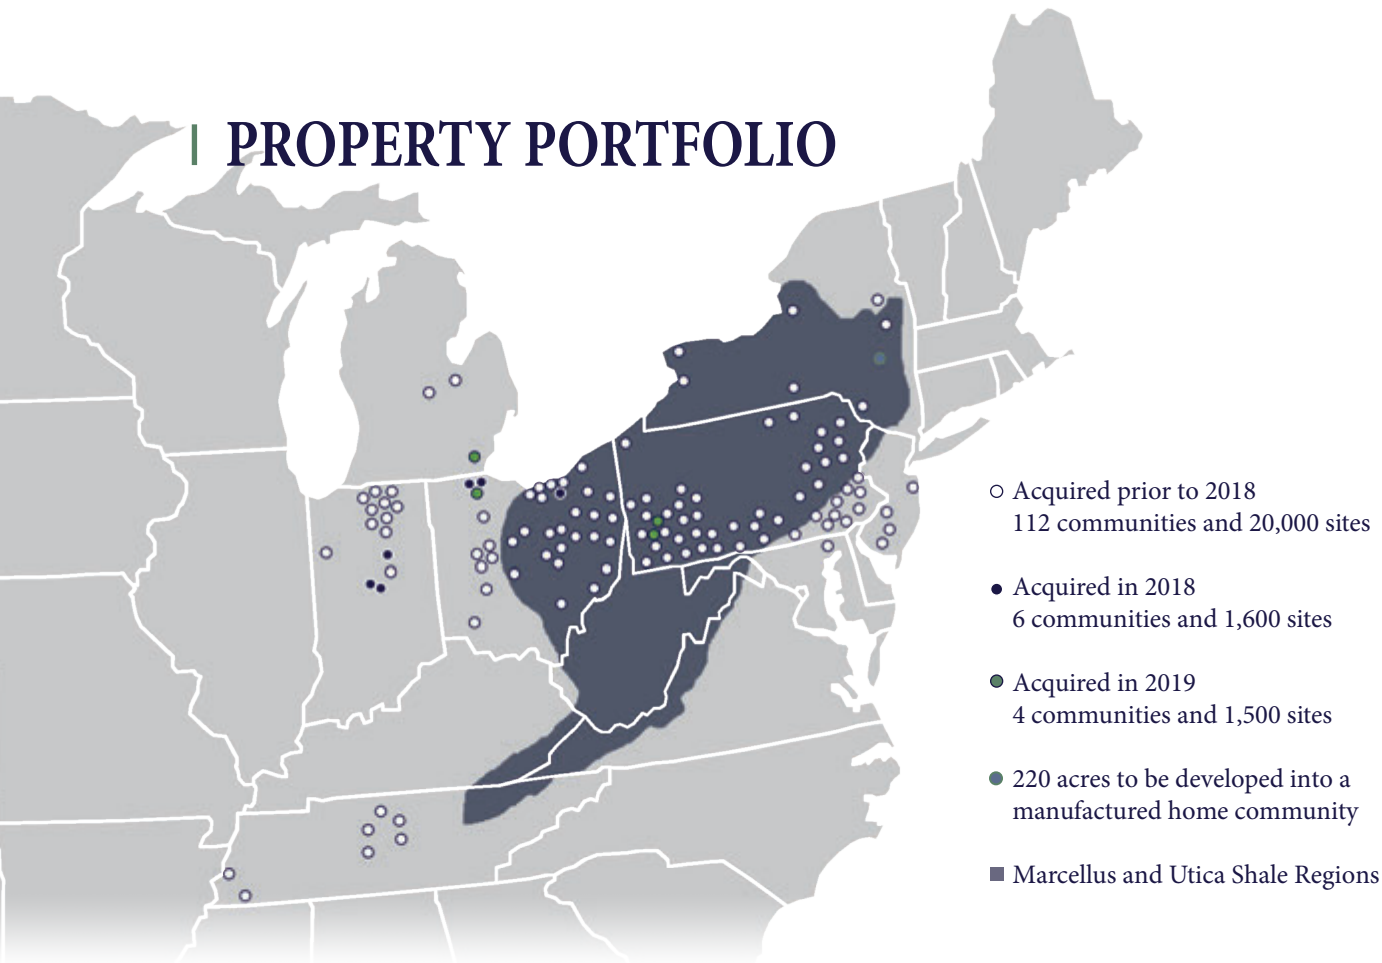 PROPERTY PORTFOLIO
Acquired prior to 2018
112 communities and 20,000 sites
Acquired in 2018
6 communities and 1,600 sites
Acquired in 2019
4 communities and 1,500 sites
220 acres to be developed into a
manufactured home community
Marcellus and Utica Shale Regions